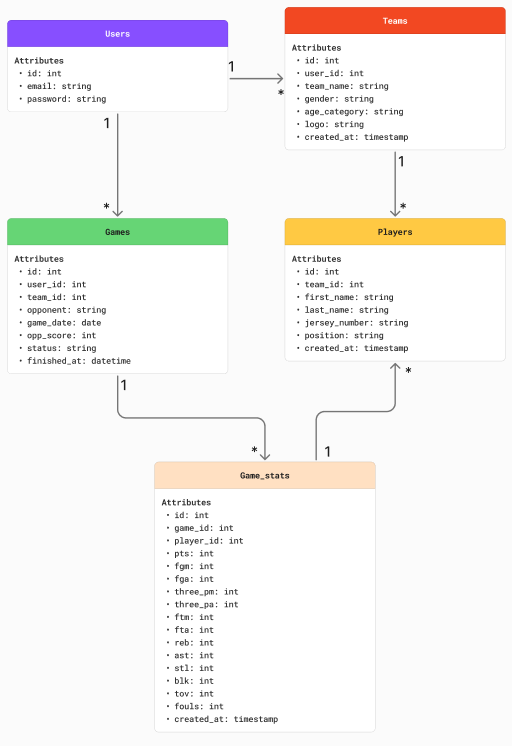 Users
Attributes
• id: int
• email: string
• password: string
1
*
Teams
Attributes
• id: int
• user_id: int
• team_name: string
• gender: string
• age_category: string
• logo: string
• created_at: timestamp
1
*
1
*
Games
Attributes
• id: int
• user_id: int
• team_id: int
• opponent: string
• game_date: date
• opp_score: int
• status: string
• finished_at: datetime
Players
Attributes
• id: int
• team_id: int
• first_name: string
• last_name: string
• jersey_number: string
• position: string
• created_at: timestamp
1
*
*
1
Game_stats
Attributes
• id: int
• game_id: int
• player_id: int
• pts: int
• fgm: int
• fga: int
• three_pm: int
• three_pa: int
• ftm: int
• fta: int
• reb: int
• ast: int
• stl: int
• blk: int
• tov: int
• fouls: int
• created_at: timestamp